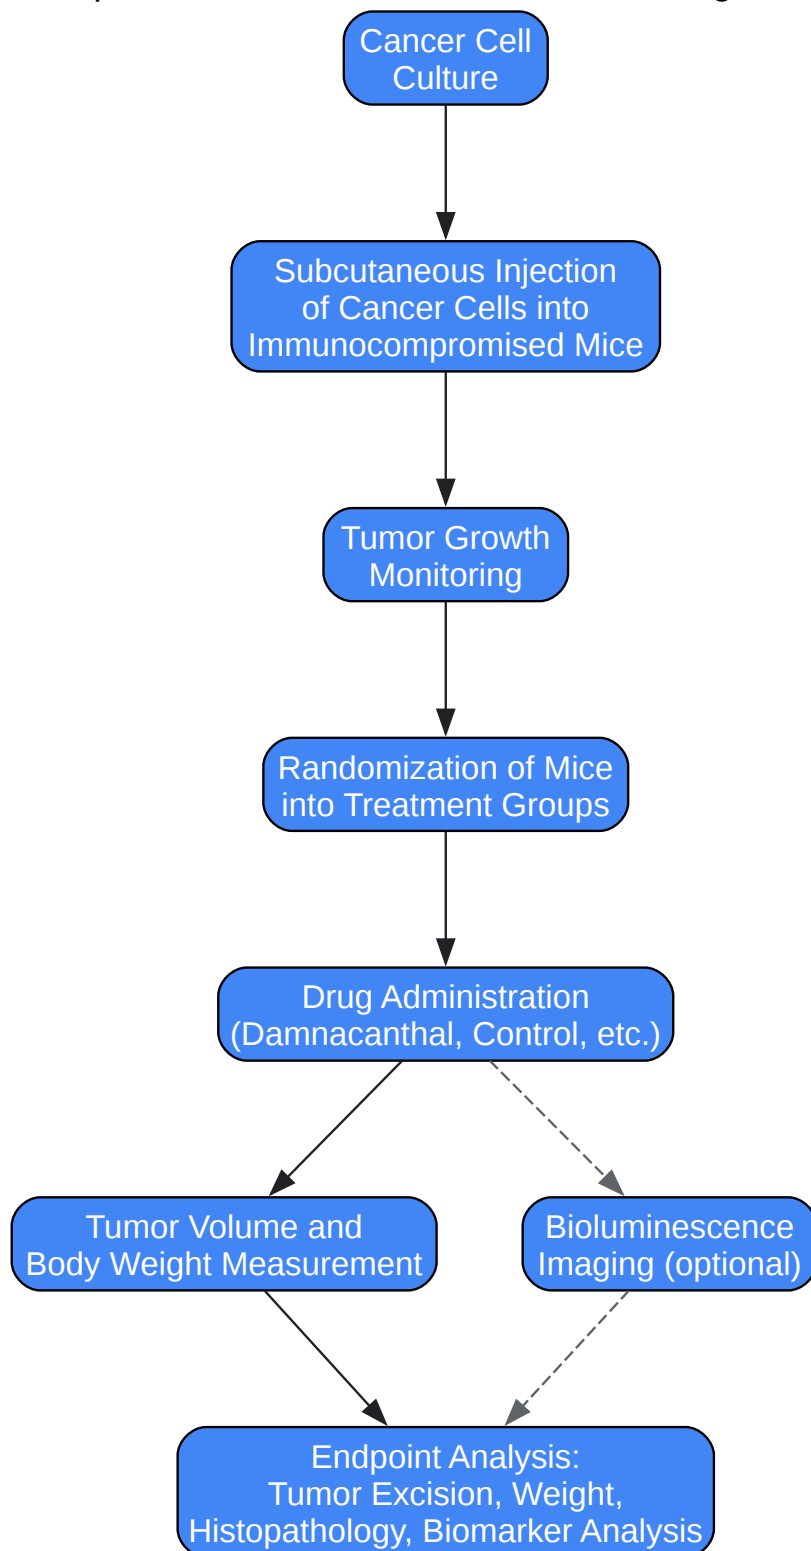 Cancer Cell
Culture
Subcutaneous Injection
of Cancer Cells into
Immunocompromised Mice
Tumor Growth
Monitoring
Randomization of Mice
into Treatment Groups
Drug Administration
(Damnacanthal, Control, etc.)
Tumor Volume and
Body Weight Measurement
Bioluminescence
Imaging (optional)
Endpoint Analysis:
Tumor Excision, Weight,
Histopathology, Biomarker Analysis